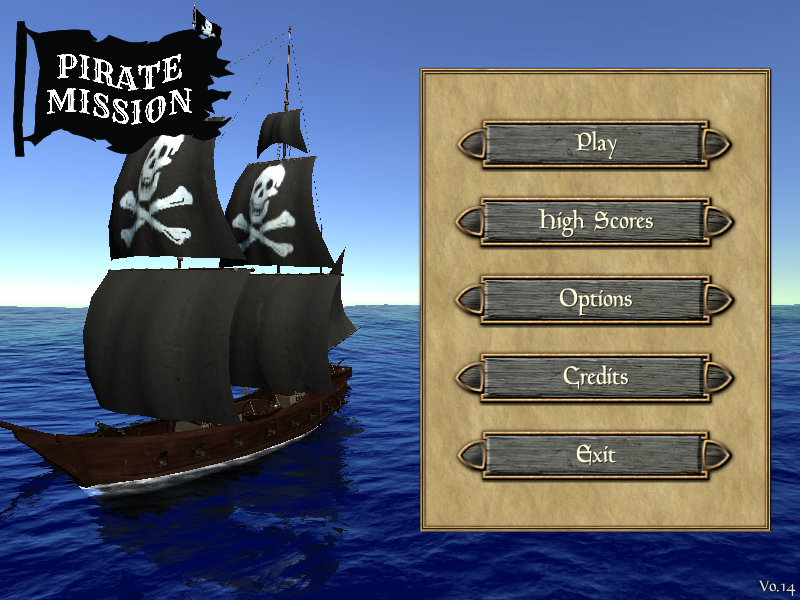 PIRATE
MISSION
Play
High Scores
Options
Credits
Exit
V0.14